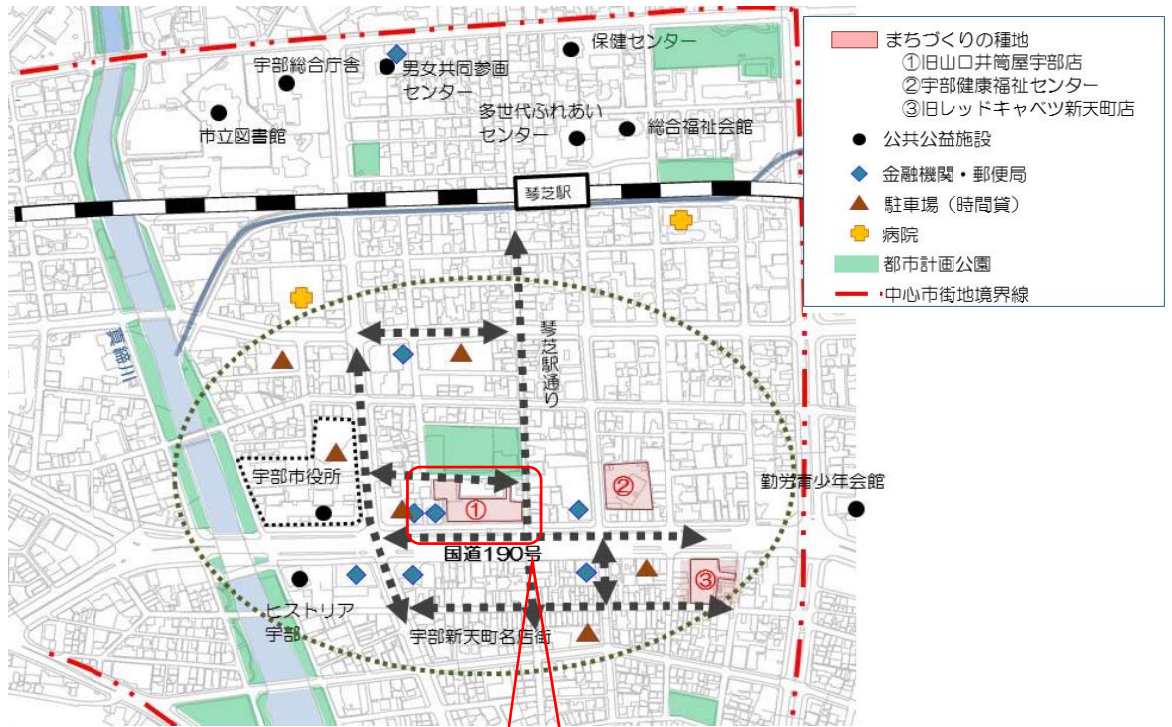 まちづくりの種地
①旧山口井筒屋宇部店
②宇部健康福祉センター
③旧レッドキャベツ新天町店
公共公益施設
金融機関・郵便局
駐車場（時間貸）
病院
都市計画公園
中心市街地境界線
保健センター
宇部総合庁舎
男女共同参画
センター
市立図書館
多世代ふれあい
センター
総合福祉会館
琴芝駅
真締川
琴芝駅通り
宇部市役所
①
②
勤労青少年会館
国道190号
③
ヒストリア
宇部
宇部新天町名店街